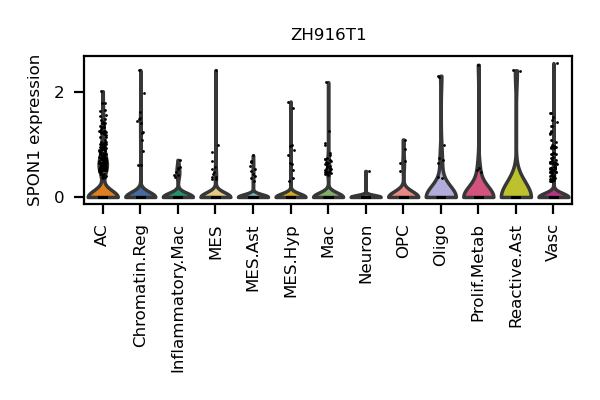 ZH916T1
SPON1 expression
2
0
AC
Chromatin.Reg
Inflammatory.Mac
MES
MES.Ast
MES.Hyp
Mac
Neuron
OPC
Oligo
Prolif.Metab
Reactive.Ast
Vasc